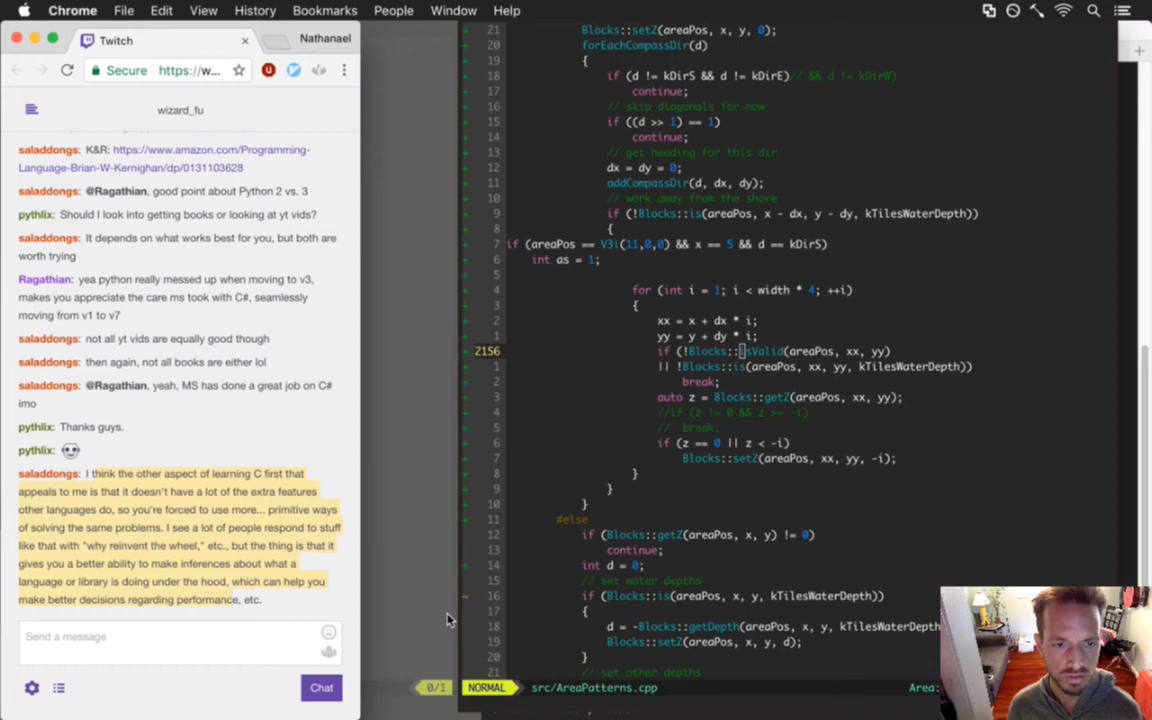 Chrome File Edit View History Bookmarks People Window Help
Twitch
Nathanael
Secure https://w...
wizard_fu
saladdongs: K&R: https://www.amazon.com/Programming-
Language-Brian-W-Kernighan/dp/0131103628
saladdongs: @Ragathian, good point about Python 2 vs. 3
pythlix: Should I look into getting books or looking at yt vids?
saladdongs: It depends on what works best for you, but both are
worth trying
Ragathian: yea python really messed up when moving to v3,
makes you appreciate the care ms took with C#, seamlessly
moving from v1 to v7
saladdongs: not all yt vids are equally good though
saladdongs: then again, not all books are either lol
saladdongs: @Ragathian, yeah, MS has done a great job on C#
imo
pythlix: Thanks guys.
pythlix:
saladdongs: I think the other aspect of learning C first that
appeals to me is that it doesn't have a lot of the extra features
other languages do, so you're forced to use more... primitive ways
of solving the same problems. I see a lot of people respond to stuff
like that with "why reinvent the wheel," etc., but the thing is that it
gives you a better ability to make inferences about what a
language or library is doing under the hood, which can help you
make better decisions regarding performance, etc.
Send a message
Chat
21 Blocks::setZ(areaPos, x, y, 0);
20 forEachCompassDir(d)
19 {
18 if (d != kDirS && d != kDirE)// && d != kDirW)
17 continue;
16 // skip diagonals for now
15 if ((d >> 1) == 1)
14 continue;
13 // get heading for this dir
12 dx = dy = 0;
11 addCompassDir(d, dx, dy);
10 // work away from the shore
9 if (!Blocks::is(areaPos, x - dx, y - dy, kTilesWaterDepth))
8 {
7 if (areaPos == V3i(11,0,0) && x == 5 && d == kDirS)
6 int as = 1;
5
4 for (int i = 1; i < width * 4; ++i)
3 {
2 xx = x + dx * i;
1 yy = y + dy * i;
2156 if (!Blocks::isValid(areaPos, xx, yy)
1 || !Blocks::is(areaPos, xx, yy, kTilesWaterDepth))
2 break;
3 auto z = Blocks::getZ(areaPos, xx, yy);
4 //if (z != 0 && z >= -i)
5 // break;
6 if (z == 0 || z < -i)
7 Blocks::setZ(areaPos, xx, yy, -i);
8 }
9 }
10 }
11 #else
12 if (Blocks::getZ(areaPos, x, y) != 0)
13 continue;
14 int d = 0;
15 // set water depths
16 if (Blocks::is(areaPos, x, y, kTilesWaterDepth))
17 {
18 d = -Blocks::getDepth(areaPos, x, y, kTilesWaterDepth
19 Blocks::setZ(areaPos, x, y, d);
20 }
21 // set other depths
0/1 NORMAL src/AreaPatterns.cpp Area: